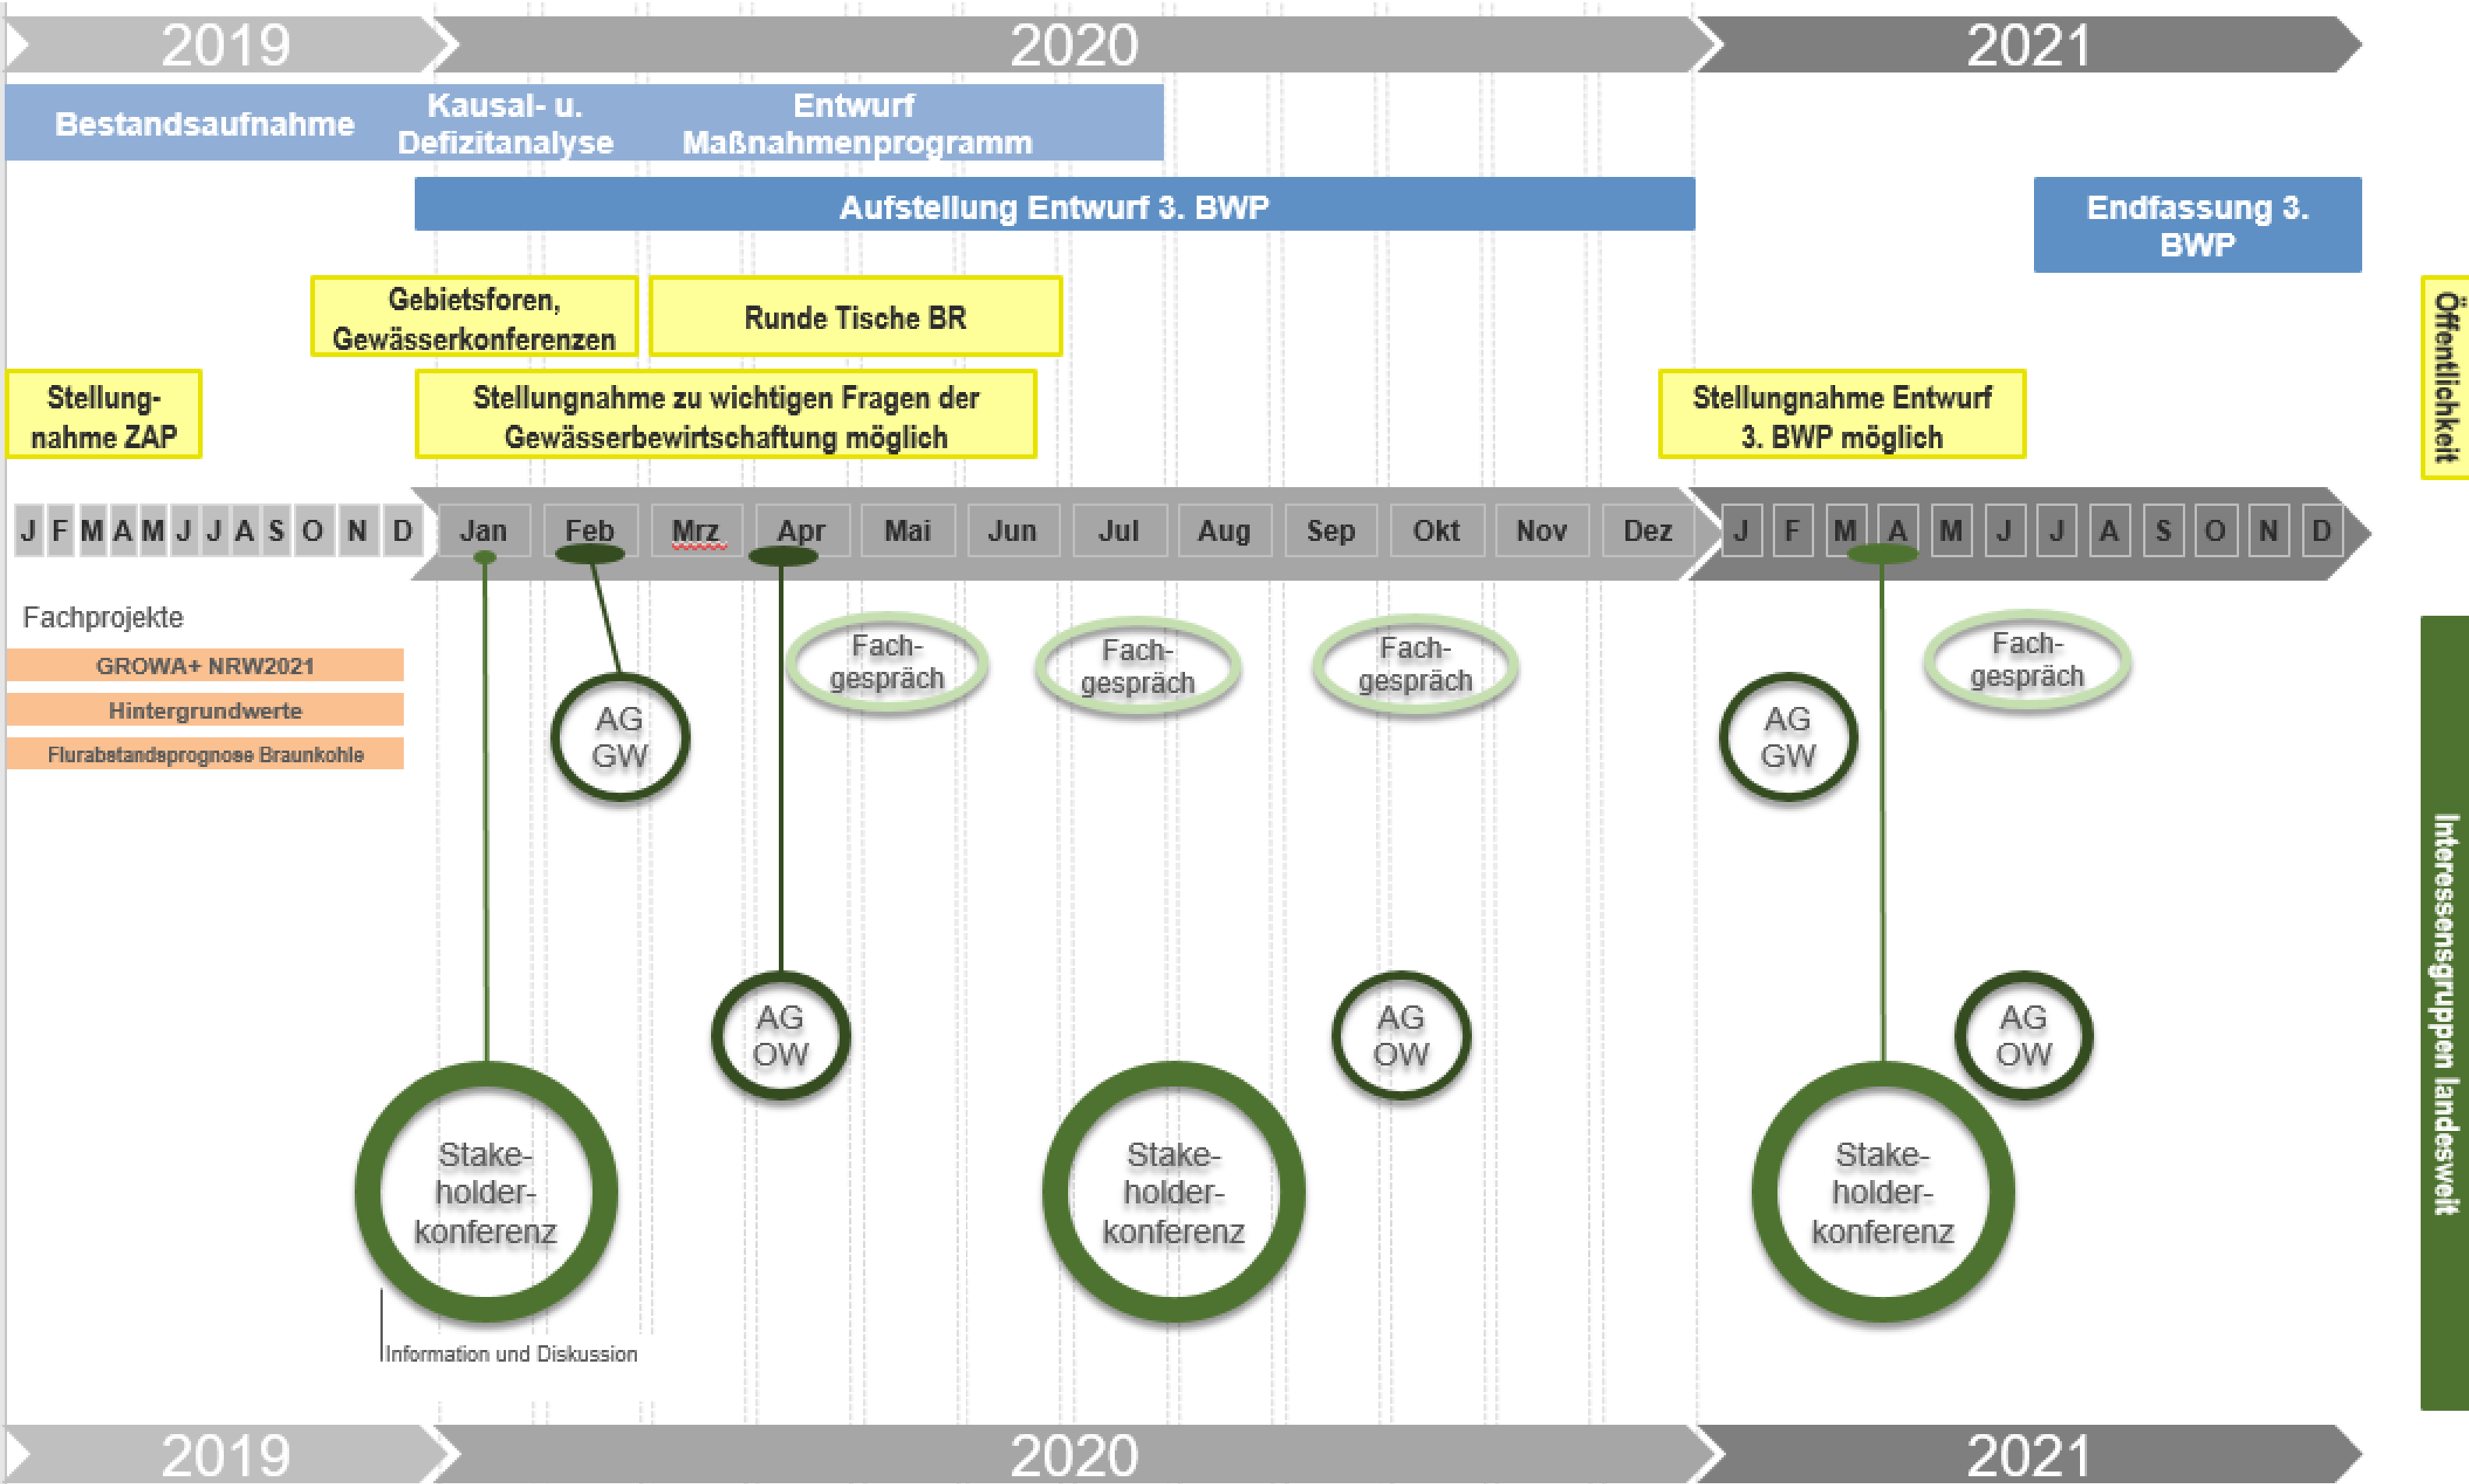 2019
2020
2021
Bestandsaufnahme
Kausal- u.
Defizitanalyse
Entwurf
Maßnahmenprogramm
Aufstellung Entwurf 3. BWP
Endfassung 3.
BWP
Gebietsforen,
Gewässerkonferenzen
Runde Tische BR
Stellung-
nahme ZAP
Stellungnahme zu wichtigen Fragen der
Gewässerbewirtschaftung möglich
Stellungnahme Entwurf
3. BWP möglich
Öffentlichkeit
J F M A M J J A S O N D
Jan Feb Mrz Apr Mai Jun Jul Aug Sep Okt Nov Dez
J F M A M J J A S O N D
Fachprojekte
GROWA+ NRW2021
Hintergrundwerte
Flurabstandsprognose Braunkohle
Fach-
gespräch
Fach-
gespräch
Fach-
gespräch
Fach-
gespräch
AG
GW
AG
GW
AG
OW
AG
OW
AG
OW
Stake-
holder-
konferenz
Stake-
holder-
konferenz
Stake-
holder-
konferenz
Information und Diskussion
Interessensgruppen landesweit
2019
2020
2021